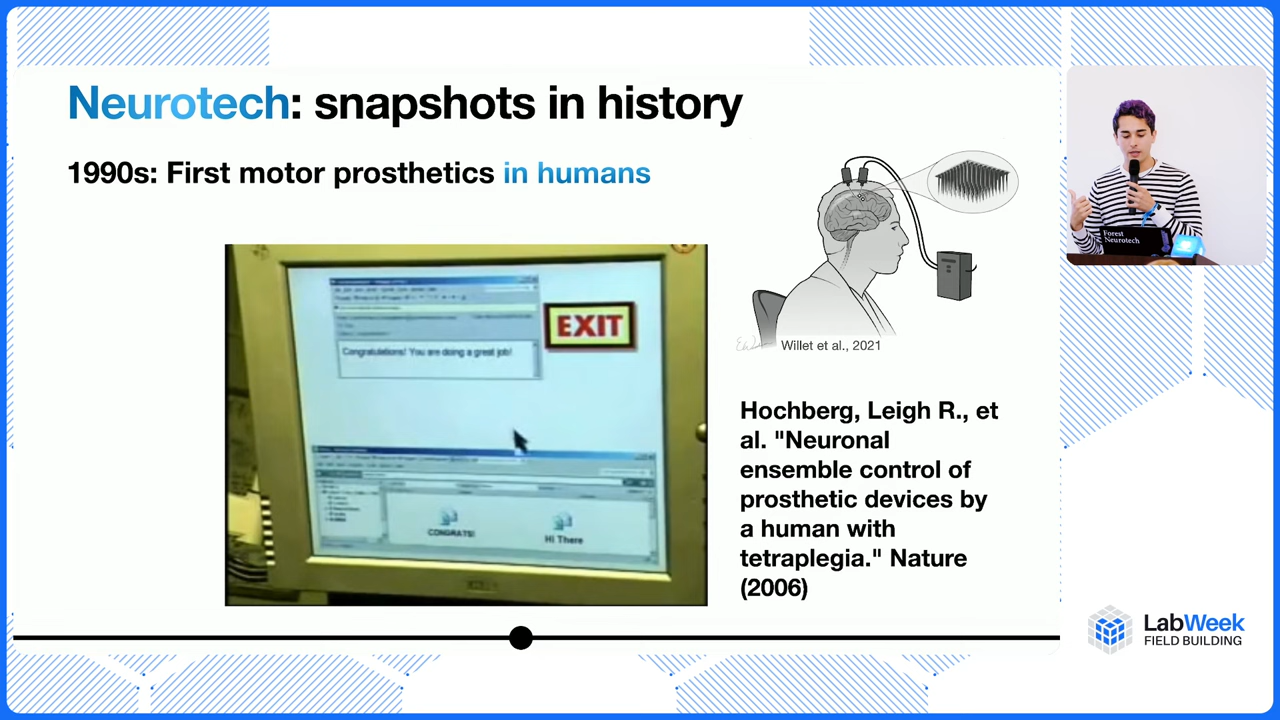 Neurotech: snapshots in history
1990s: First motor prosthetics in humans
EXIT
Congratulations! You are doing a great job!
CONGRATS!
Hi There
Willet et al., 2021
Hochberg, Leigh R., et
al. "Neuronal
ensemble control of
prosthetic devices by
a human with
tetraplegia." Nature
(2006)
Forest
Neurotech
LabWeek
FIELD BUILDING